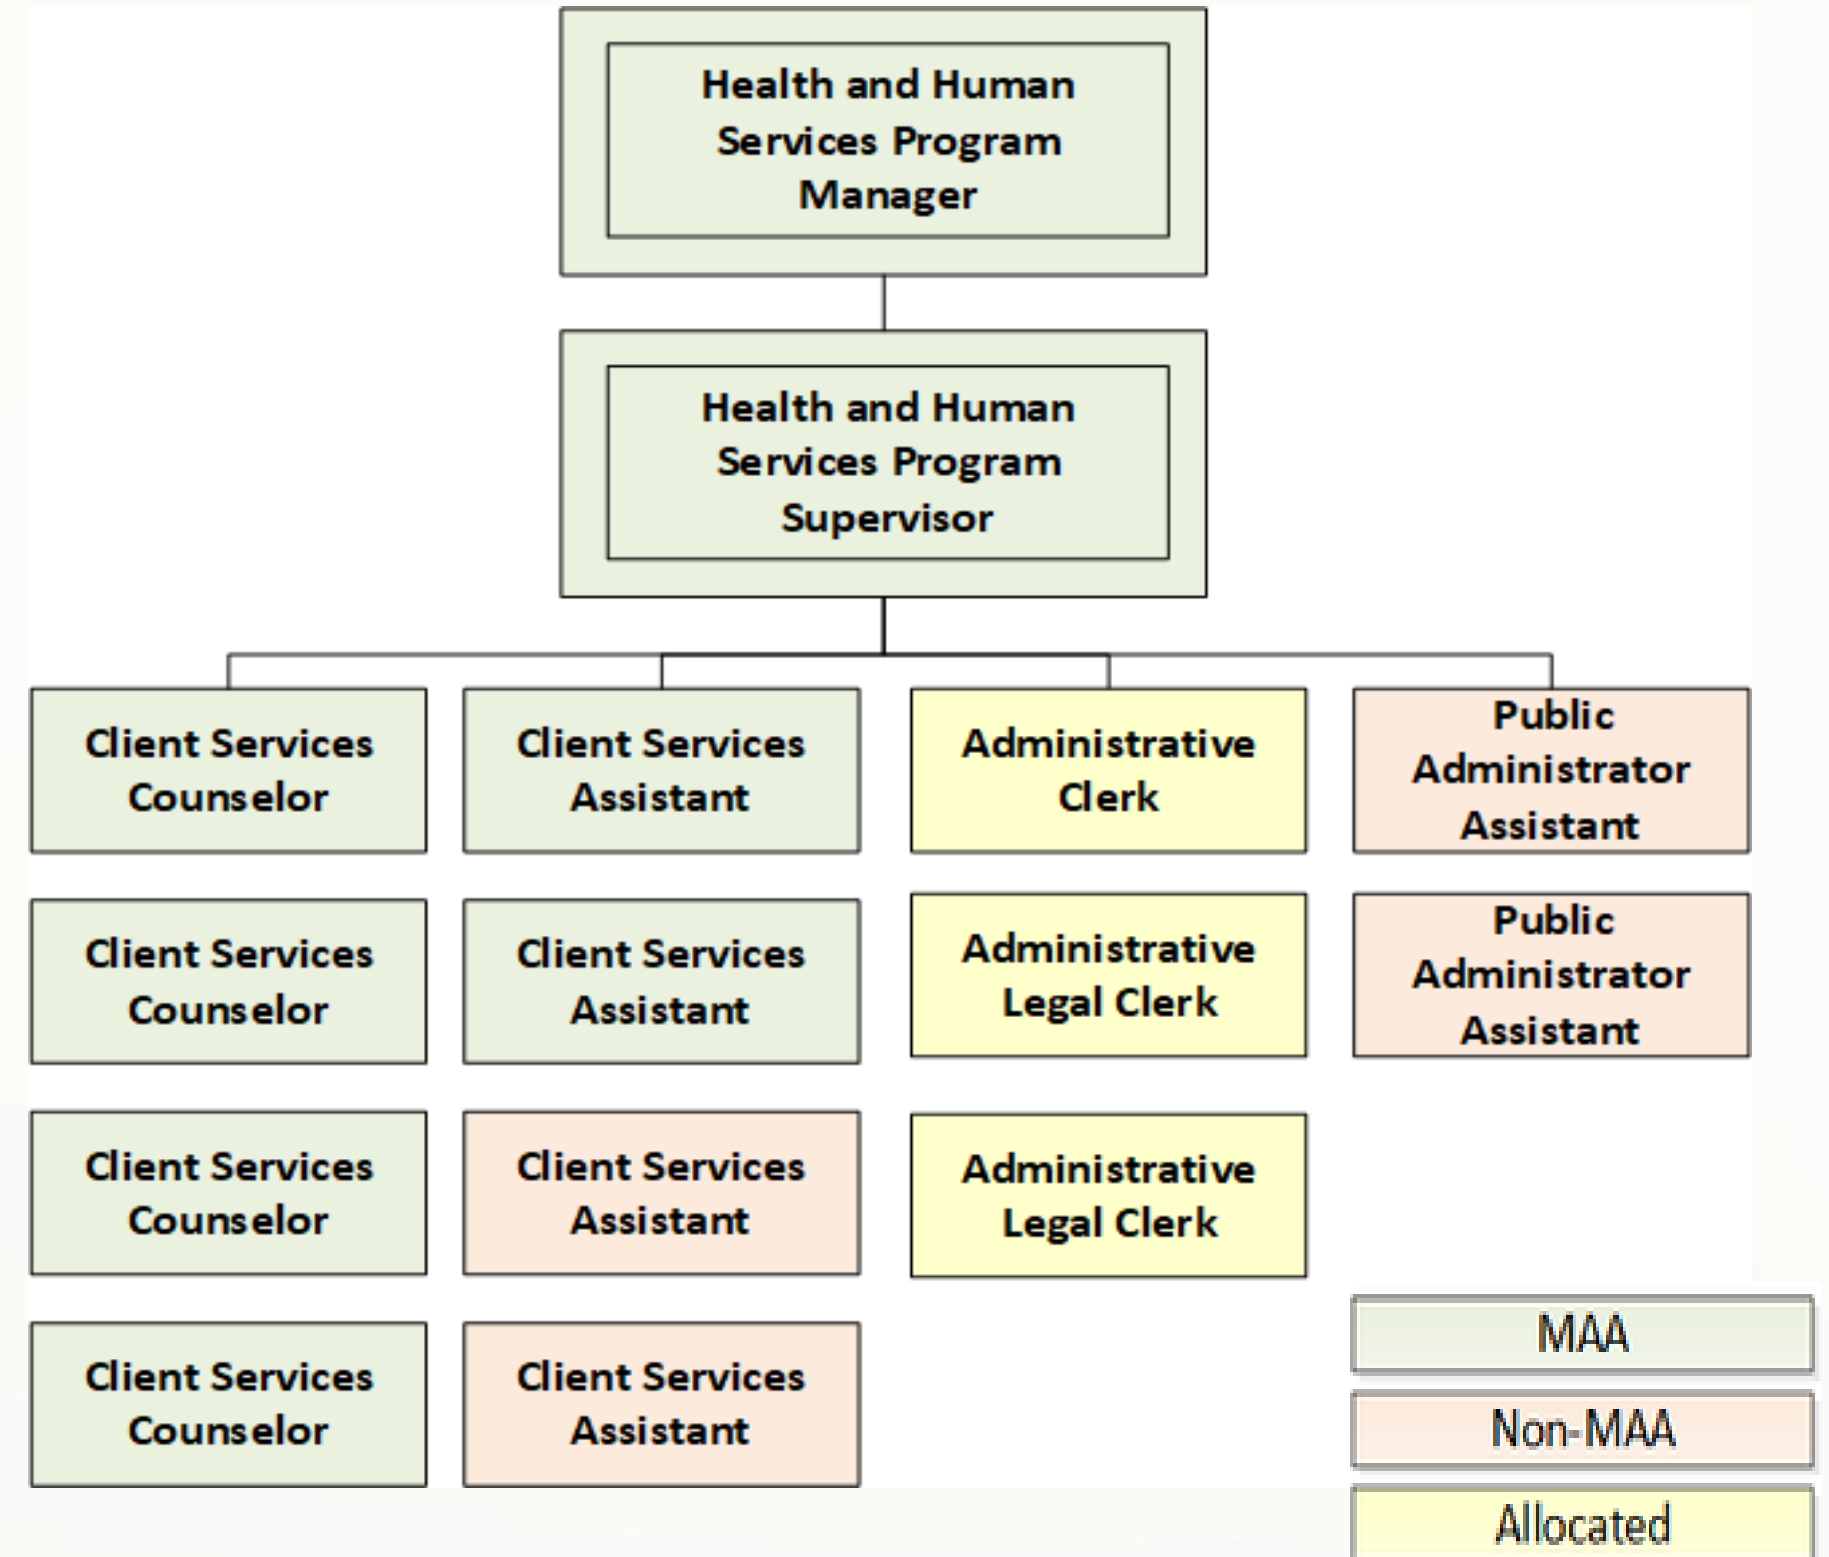 Health and Human
Services Program
Manager
Health and Human
Services Program
Supervisor
Client Services
Counselor
Client Services
Assistant
Administrative
Clerk
Public
Administrator
Assistant
Client Services
Counselor
Client Services
Assistant
Administrative
Legal Clerk
Public
Administrator
Assistant
Client Services
Counselor
Client Services
Assistant
Administrative
Legal Clerk
Client Services
Counselor
Client Services
Assistant
MAA
Non-MAA
Allocated